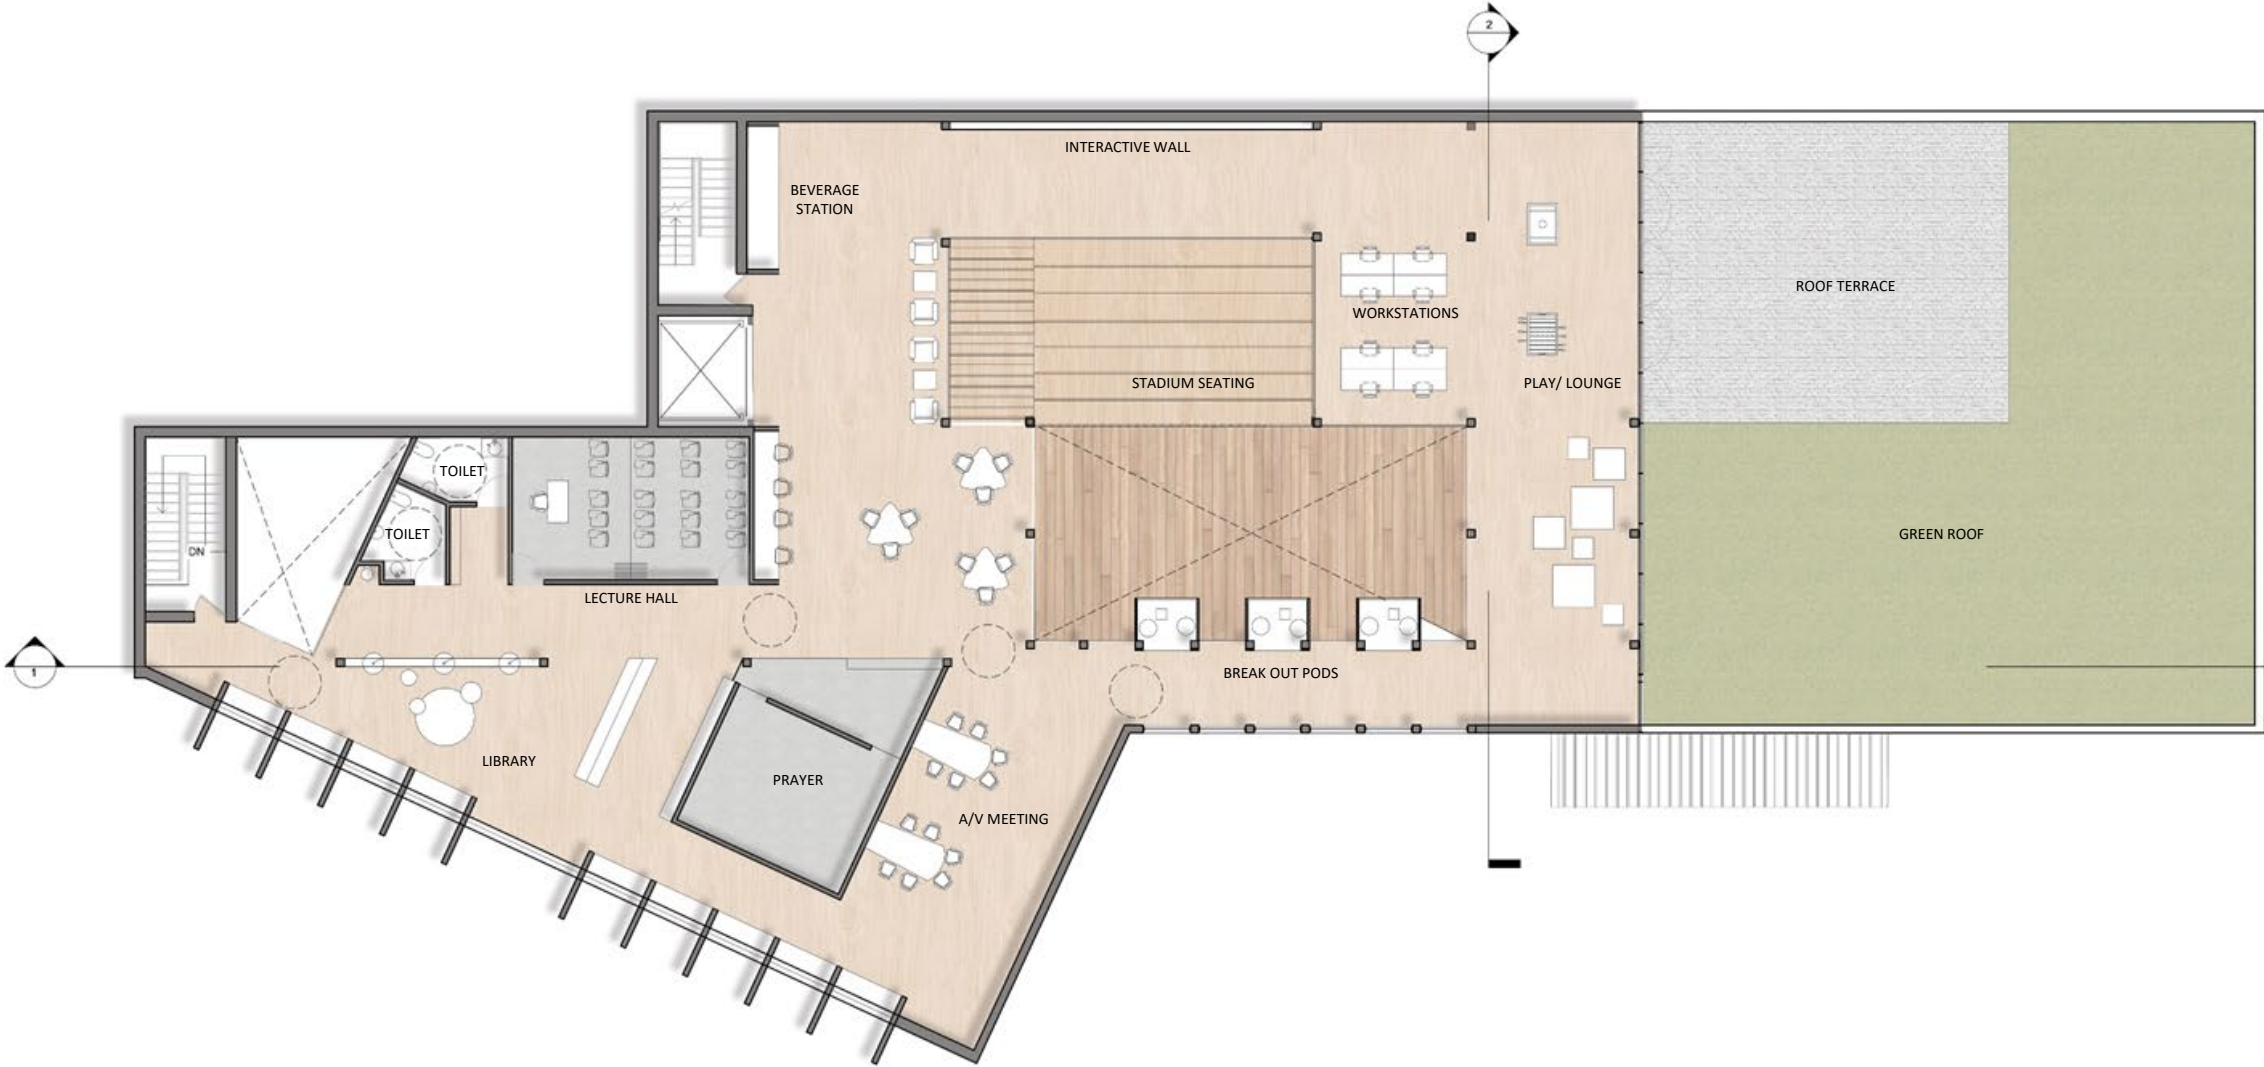 2
INTERACTIVE WALL
BEVERAGE
STATION
ROOF TERRACE
WORKSTATIONS
STADIUM SEATING
PLAY/ LOUNGE
TOILET
TOILET
GREEN ROOF
DN
LECTURE HALL
1
BREAK OUT PODS
LIBRARY
PRAYER
A/V MEETING